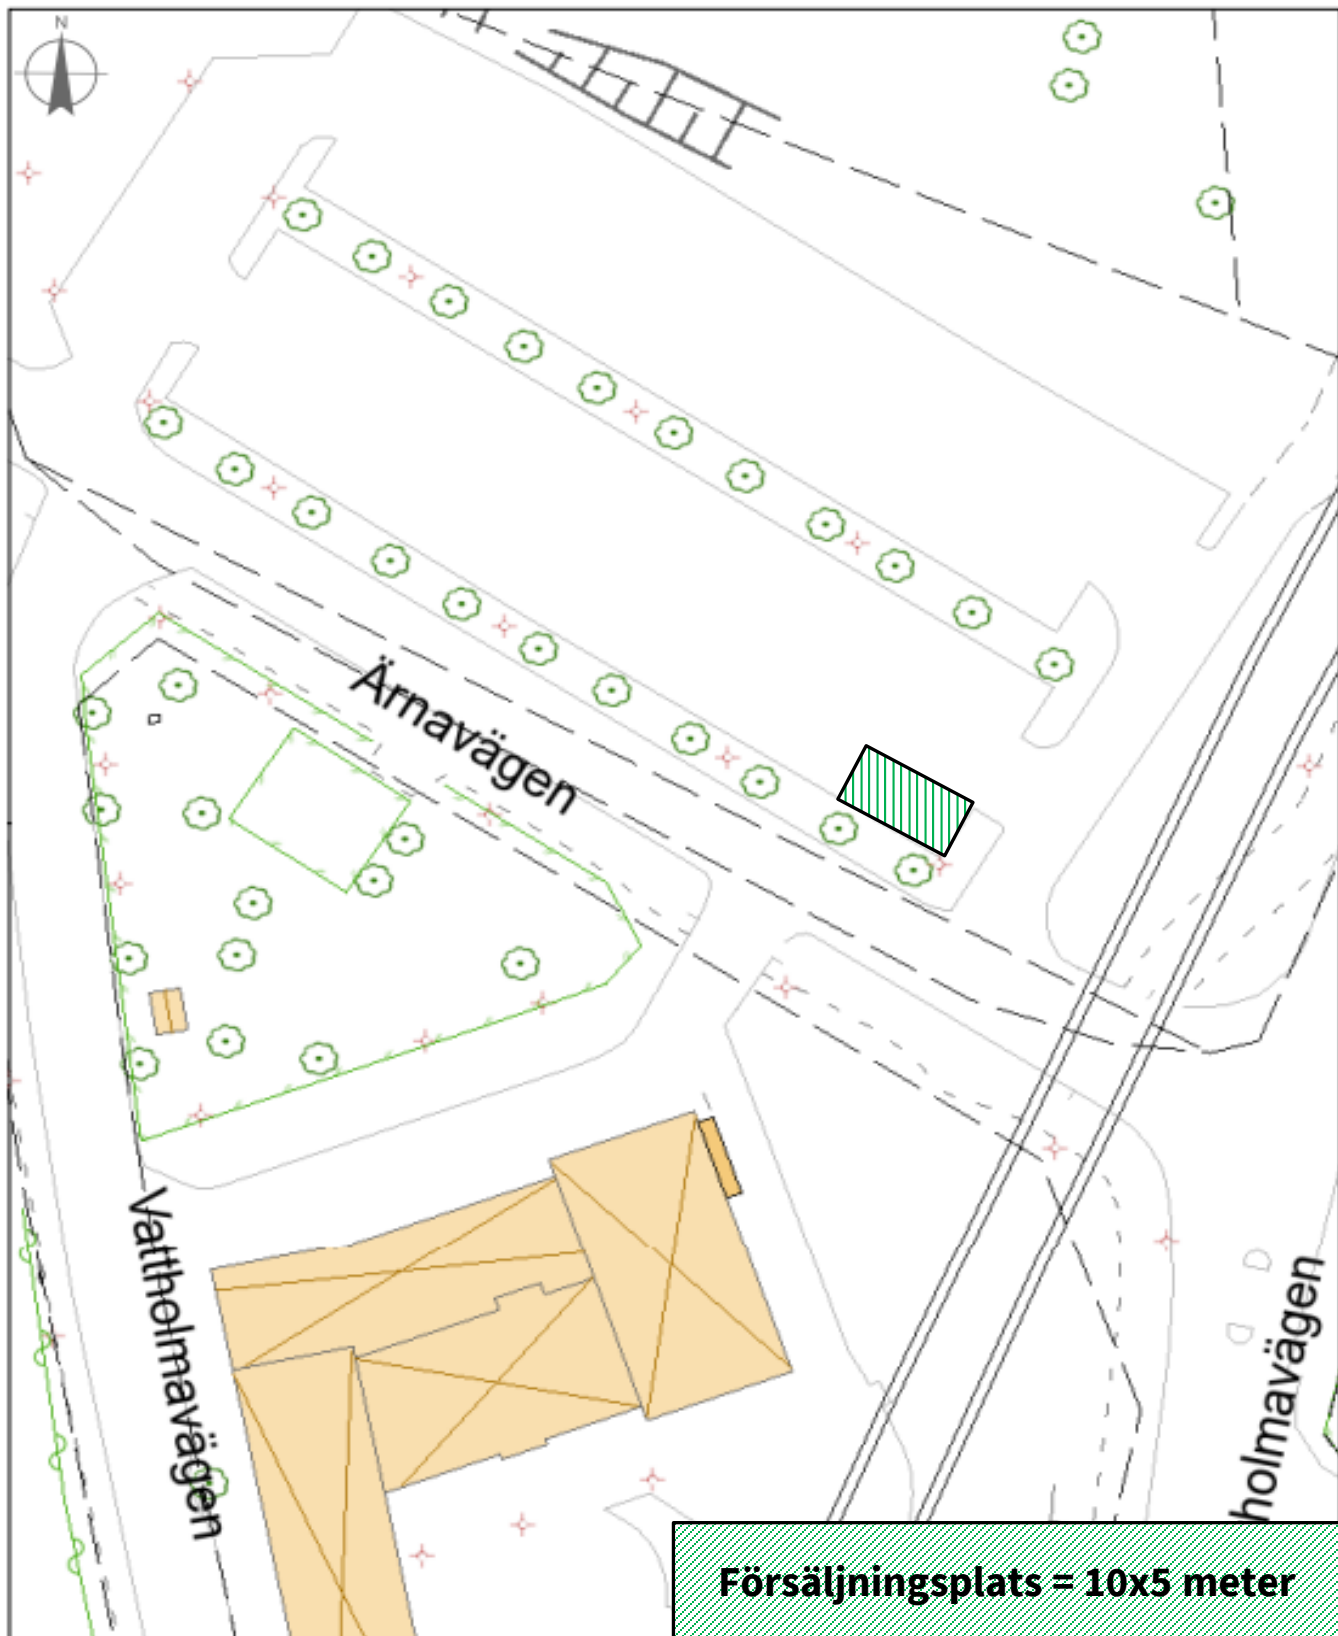 N
Ärnavägen
Vattholmavägen
holmavägen
Försäljningsplats = 10x5 meter